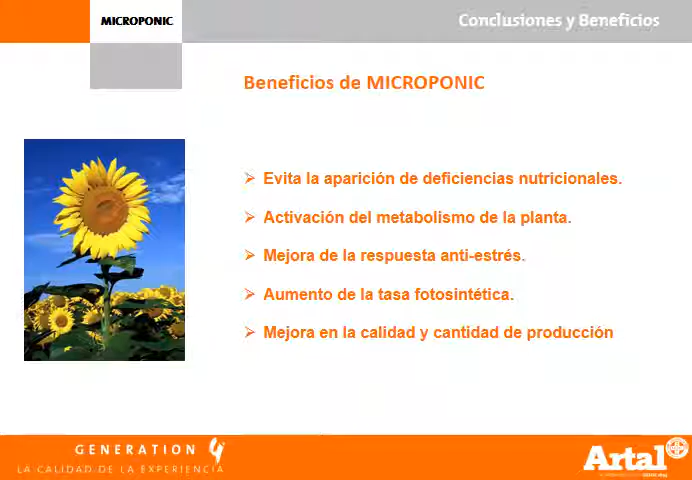 MICROPONIC
Conclusiones y Beneficios
Beneficios de MICROPONIC
Evita la aparición de deficiencias nutricionales.
Activación del metabolismo de la planta.
Mejora de la respuesta anti-estrés.
Aumento de la tasa fotosintética.
Mejora en la calidad y cantidad de producción
GENERATION 4
LA CALIDAD DE LA EXPERIENCIA
Artal